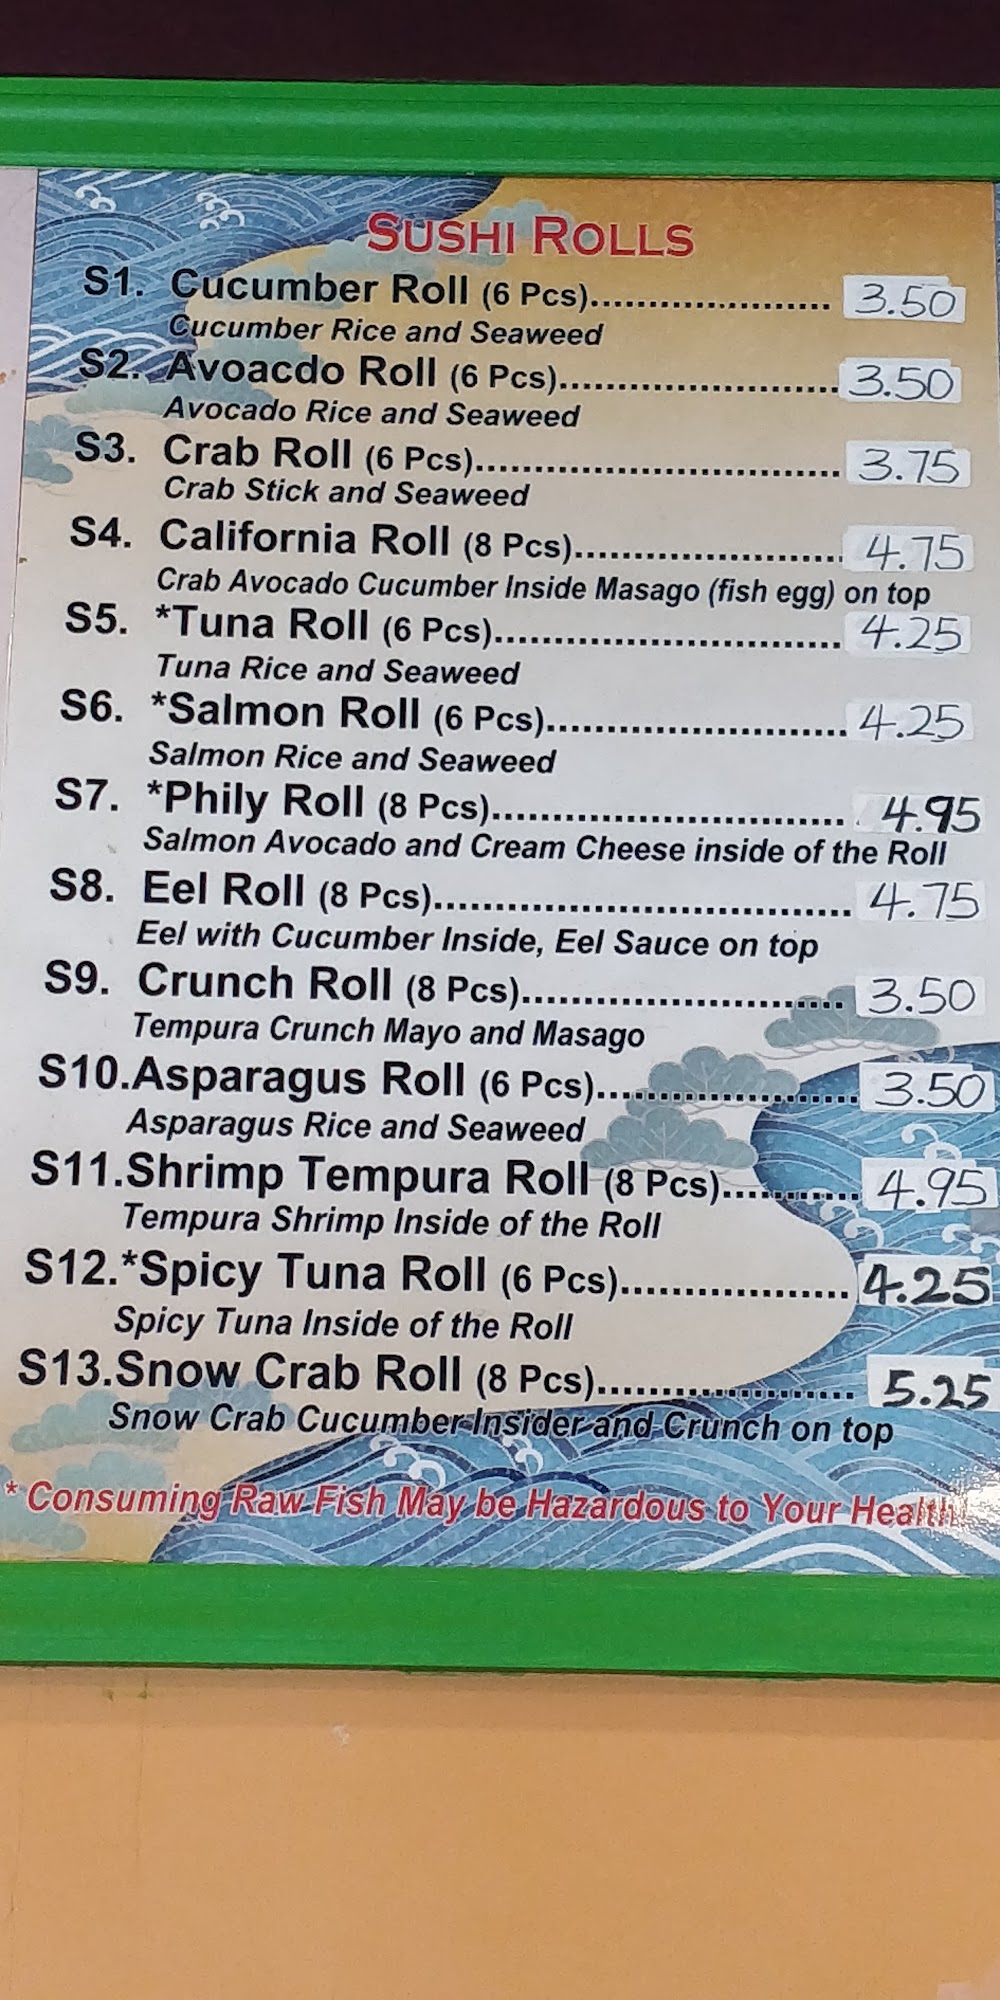 SUSHI ROLLS
S1. Cucumber Roll (6 Pcs)..................... 3.50
Cucumber Rice and Seaweed
S2. Avoacdo Roll (6 Pcs)........................ 3.50
Avocado Rice and Seaweed
S3. Crab Roll (6 Pcs)............................... 3.75
Crab Stick and Seaweed
S4. California Roll (8 Pcs)....................... 4.75
Crab Avocado Cucumber Inside Masago (fish egg) on top
S5. *Tuna Roll (6 Pcs).............................. 4.25
Tuna Rice and Seaweed
S6. *Salmon Roll (6 Pcs).......................... 4.25
Salmon Rice and Seaweed
S7. *Phily Roll (8 Pcs)............................... 4.95
Salmon Avocado and Cream Cheese inside of the Roll
S8. Eel Roll (8 Pcs).................................... 4.75
Eel with Cucumber Inside, Eel Sauce on top
S9. Crunch Roll (8 Pcs)............................ 3.50
Tempura Crunch Mayo and Masago
S10.Asparagus Roll (6 Pcs)...................... 3.50
Asparagus Rice and Seaweed
S11.Shrimp Tempura Roll (8 Pcs)........... 4.95
Tempura Shrimp Inside of the Roll
S12.*Spicy Tuna Roll (6 Pcs).................. 4.25
Spicy Tuna Inside of the Roll
S13.Snow Crab Roll (8 Pcs).................... 5.25
Snow Crab Cucumber Insider and Crunch on top
* Consuming Raw Fish May be Hazardous to Your Health!